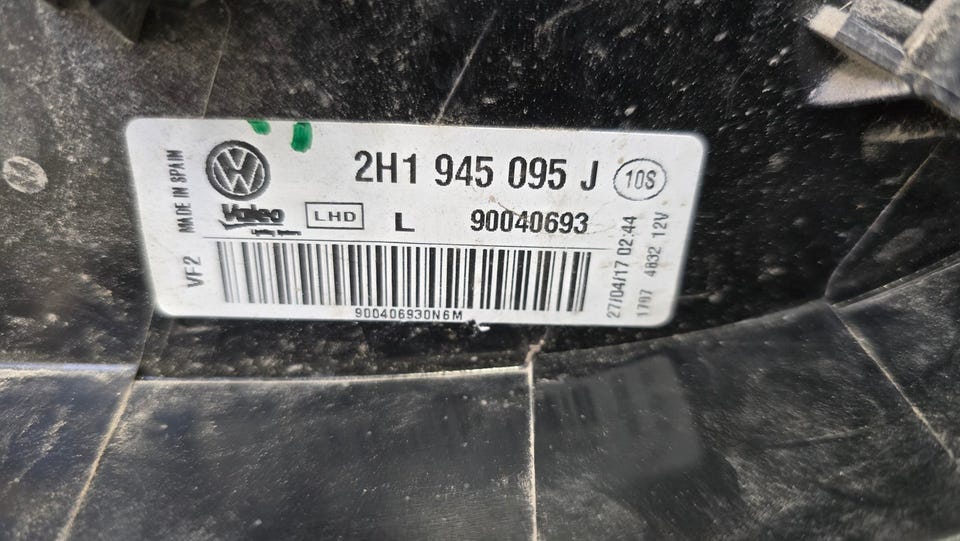 MADE IN SPAIN
2H1 945 095 J
10S
Valeo
LHD
L
90040693
VF2
900406930N6M
27/04/17 02:44
1707 4832 12V